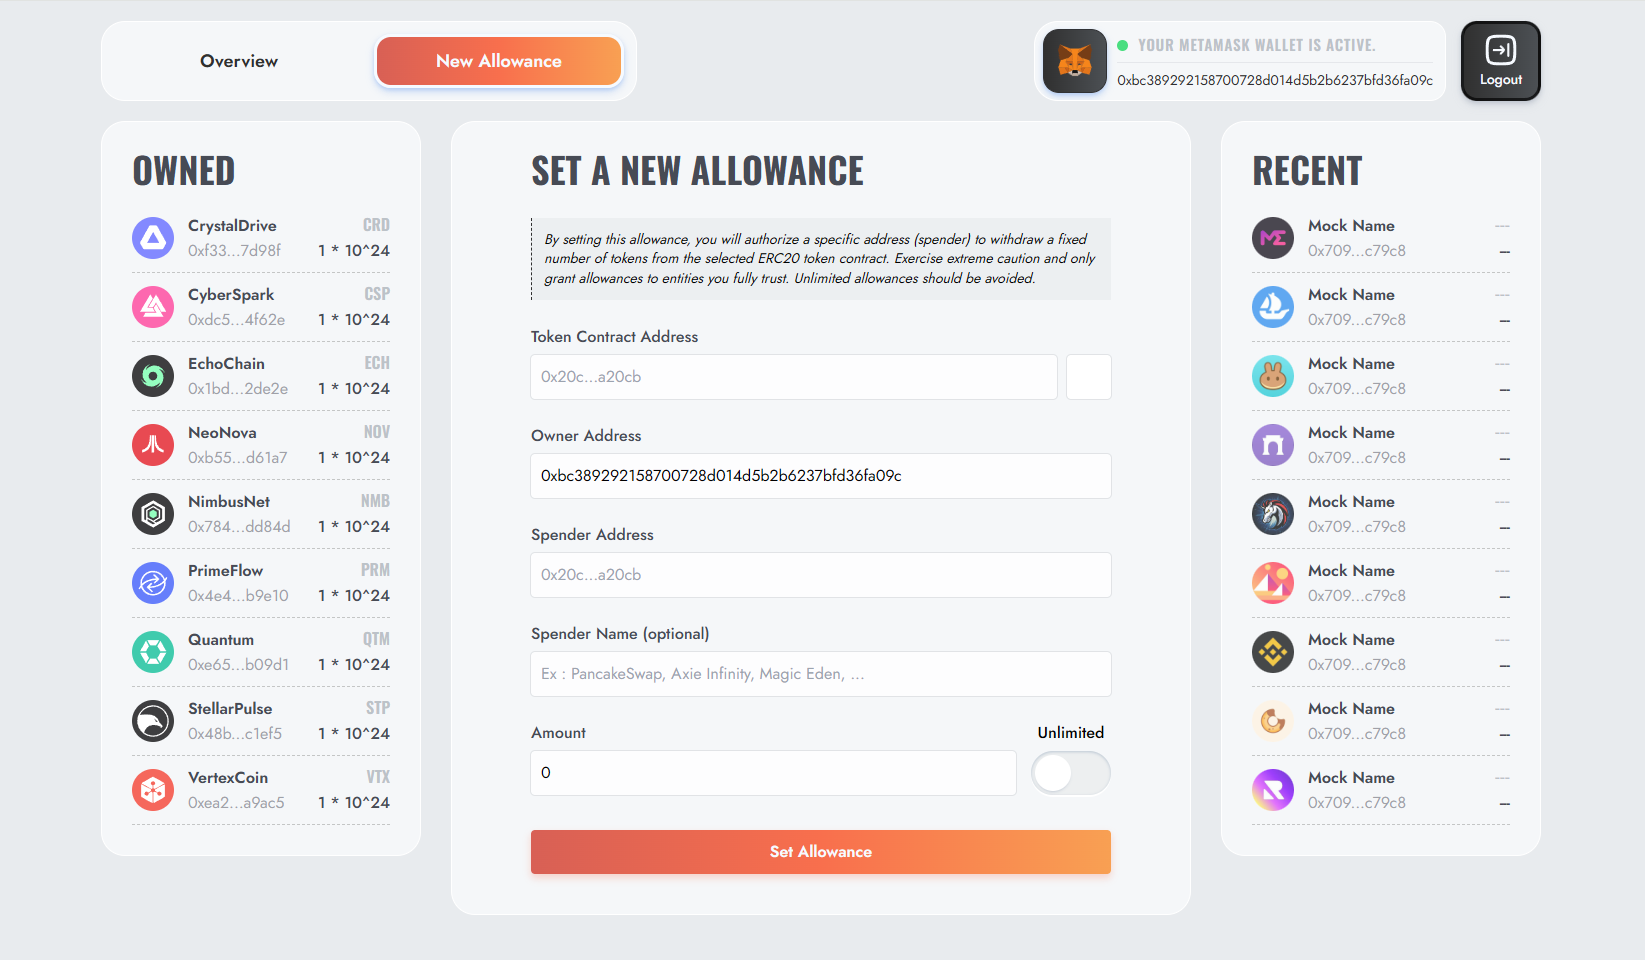 Overview
New Allowance
YOUR METAMASK WALLET IS ACTIVE.
0xbc389292158700728d014d5b2b6237bfd36fa09c
Logout
OWNED
CrystalDrive CRD
0xf33...7d98f 1 * 10^24
CyberSpark CSP
0xdc5...4f62e 1 * 10^24
EchoChain ECH
0x1bd...2de2e 1 * 10^24
NeoNova NOV
0xb55...d61a7 1 * 10^24
NimbusNet NMB
0x784...dd84d 1 * 10^24
PrimeFlow PRM
0x4e4...b9e10 1 * 10^24
Quantum QTM
0xe65...b09d1 1 * 10^24
StellarPulse STP
0x48b...c1ef5 1 * 10^24
VertexCoin VTX
0xea2...a9ac5 1 * 10^24
SET A NEW ALLOWANCE
By setting this allowance, you will authorize a specific address (spender) to withdraw a fixed
number of tokens from the selected ERC20 token contract. Exercise extreme caution and only
grant allowances to entities you fully trust. Unlimited allowances should be avoided.
Token Contract Address
0x20c...a20cb
Owner Address
0xbc389292158700728d014d5b2b6237bfd36fa09c
Spender Address
0x20c...a20cb
Spender Name (optional)
Ex : PancakeSwap, Axie Infinity, Magic Eden, ...
Amount Unlimited
0
Set Allowance
RECENT
Mock Name ---
0x709...c79c8 --
Mock Name ---
0x709...c79c8 --
Mock Name ---
0x709...c79c8 --
Mock Name ---
0x709...c79c8 --
Mock Name ---
0x709...c79c8 --
Mock Name ---
0x709...c79c8 --
Mock Name ---
0x709...c79c8 --
Mock Name ---
0x709...c79c8 --
Mock Name ---
0x709...c79c8 --